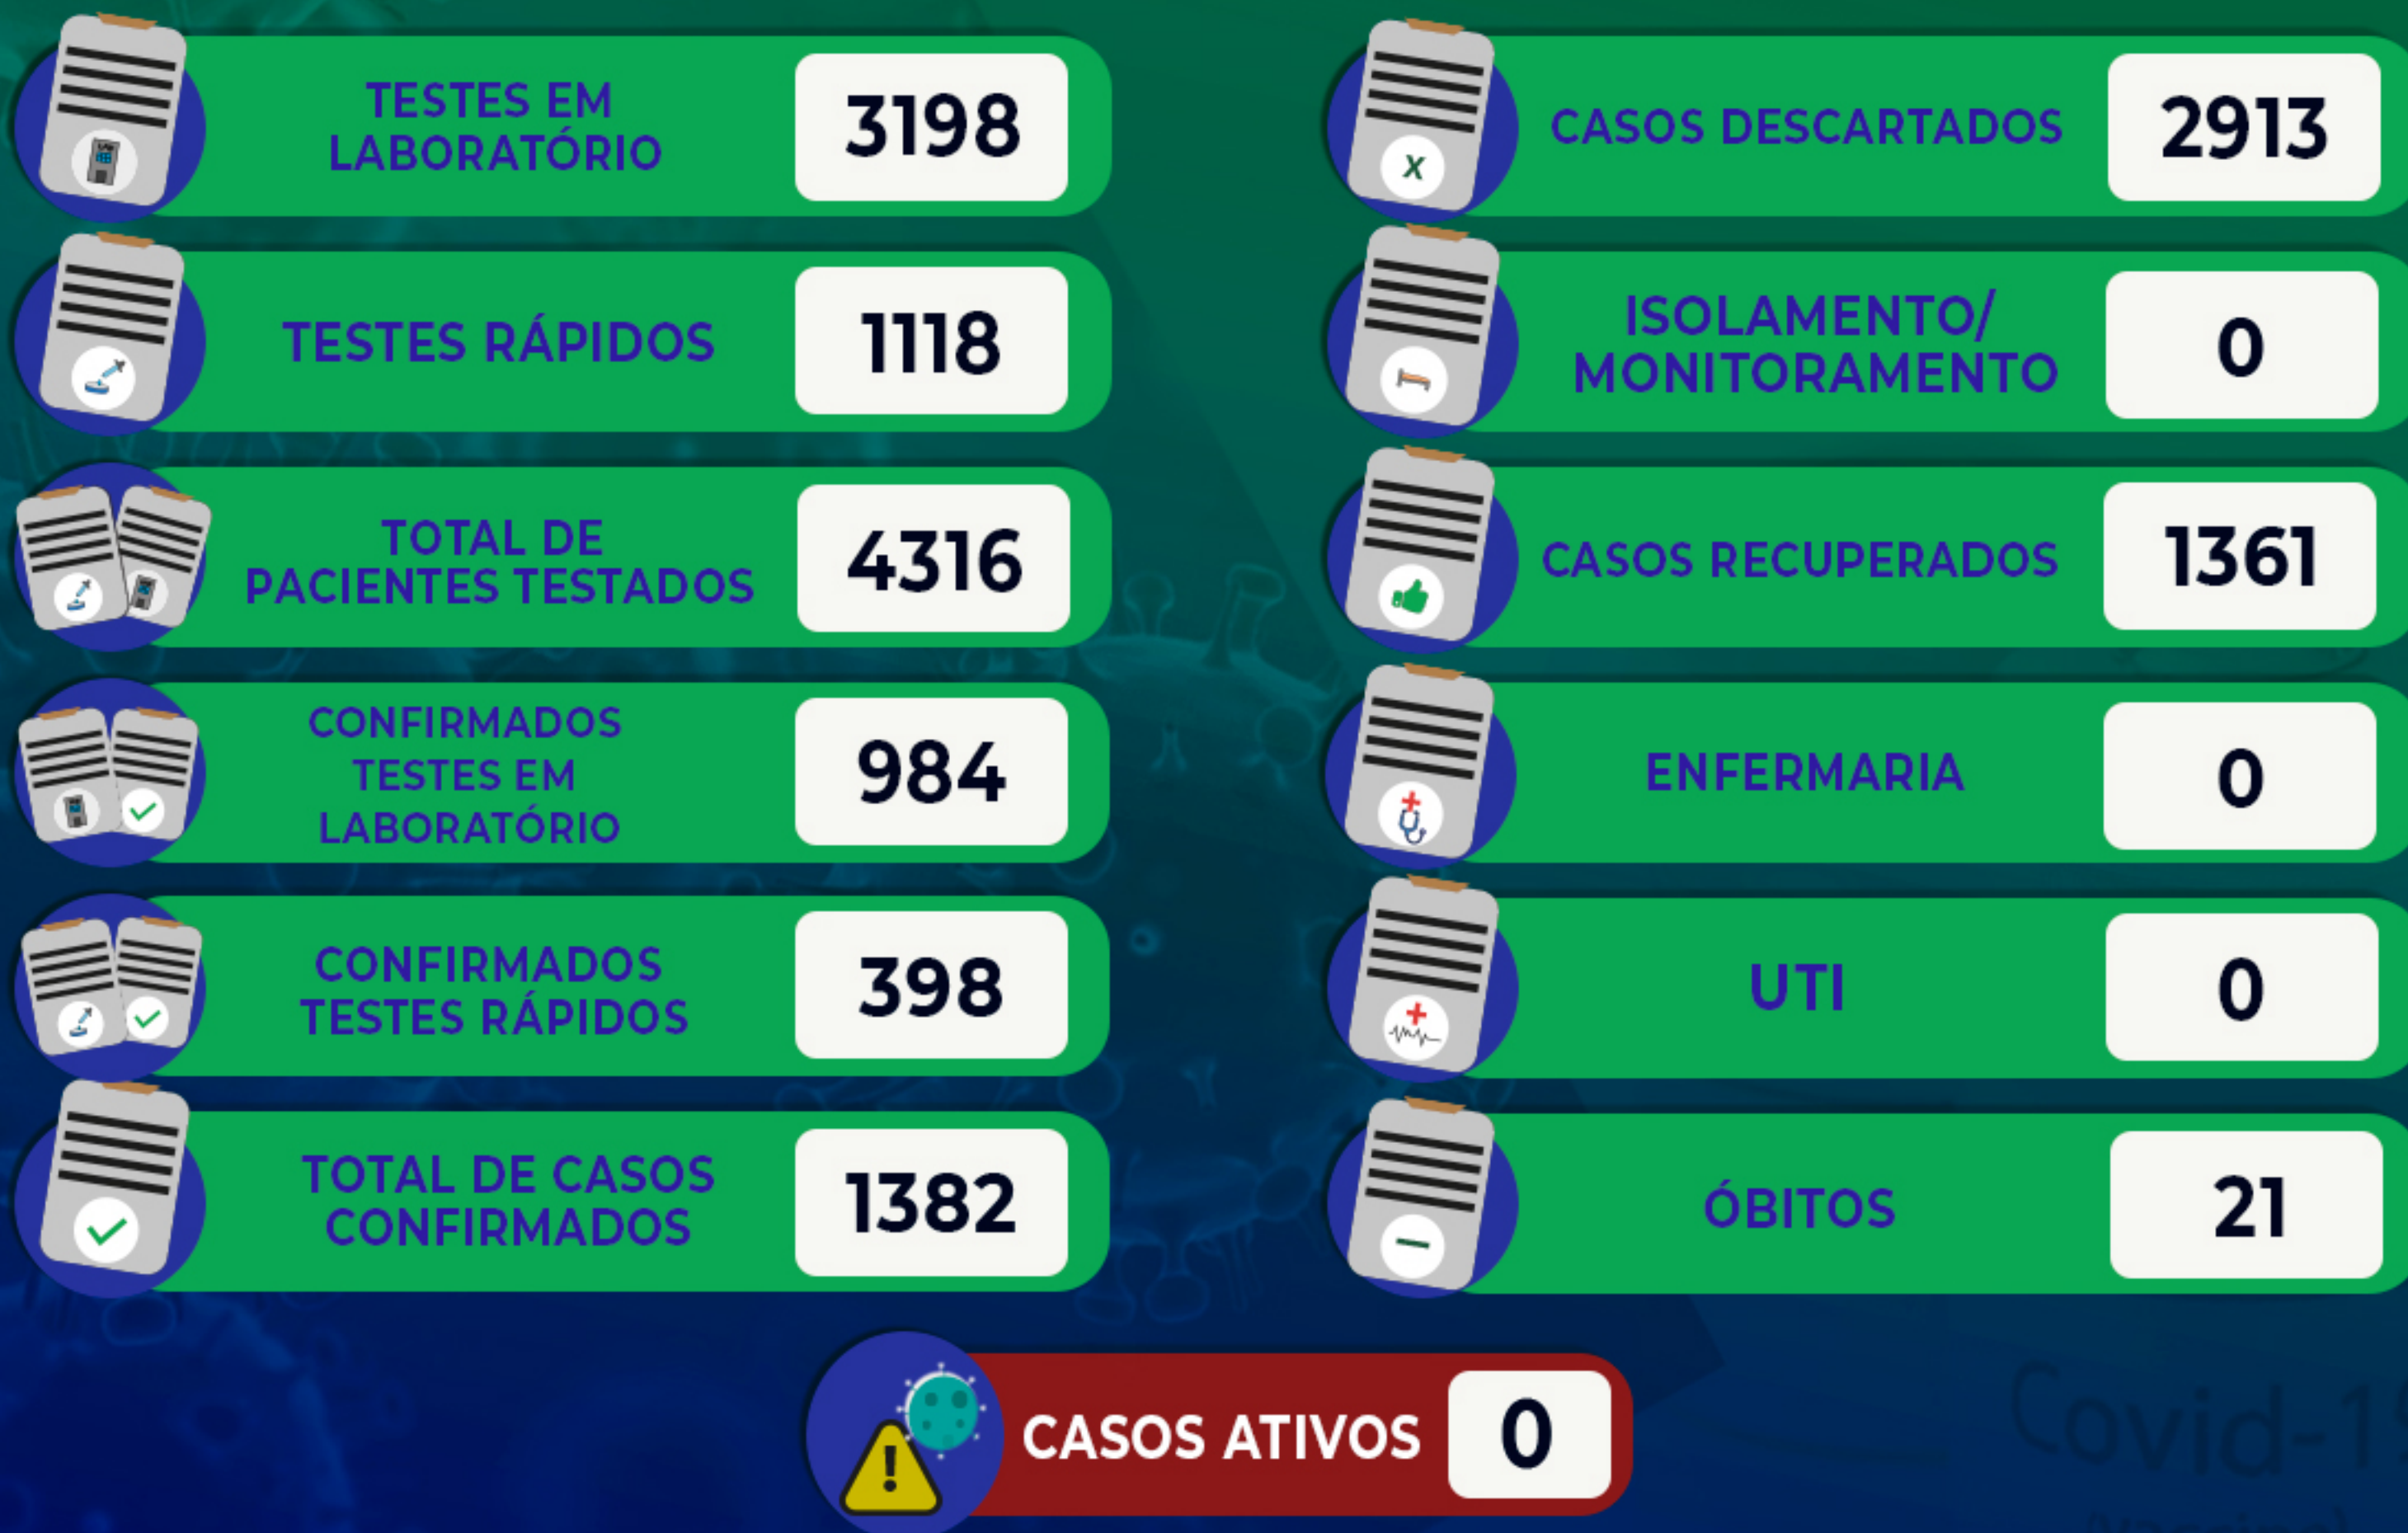 TESTES EM
LABORATÓRIO
3198
TESTES RÁPIDOS
1118
TOTAL DE
PACIENTES TESTADOS
4316
CONFIRMADOS
TESTES EM
LABORATÓRIO
984
CONFIRMADOS
TESTES RÁPIDOS
398
TOTAL DE CASOS
CONFIRMADOS
1382
CASOS DESCARTADOS
2913
ISOLAMENTO/
MONITORAMENTO
0
CASOS RECUPERADOS
1361
ENFERMARIA
0
UTI
0
ÓBITOS
21
CASOS ATIVOS
0
Covid-19